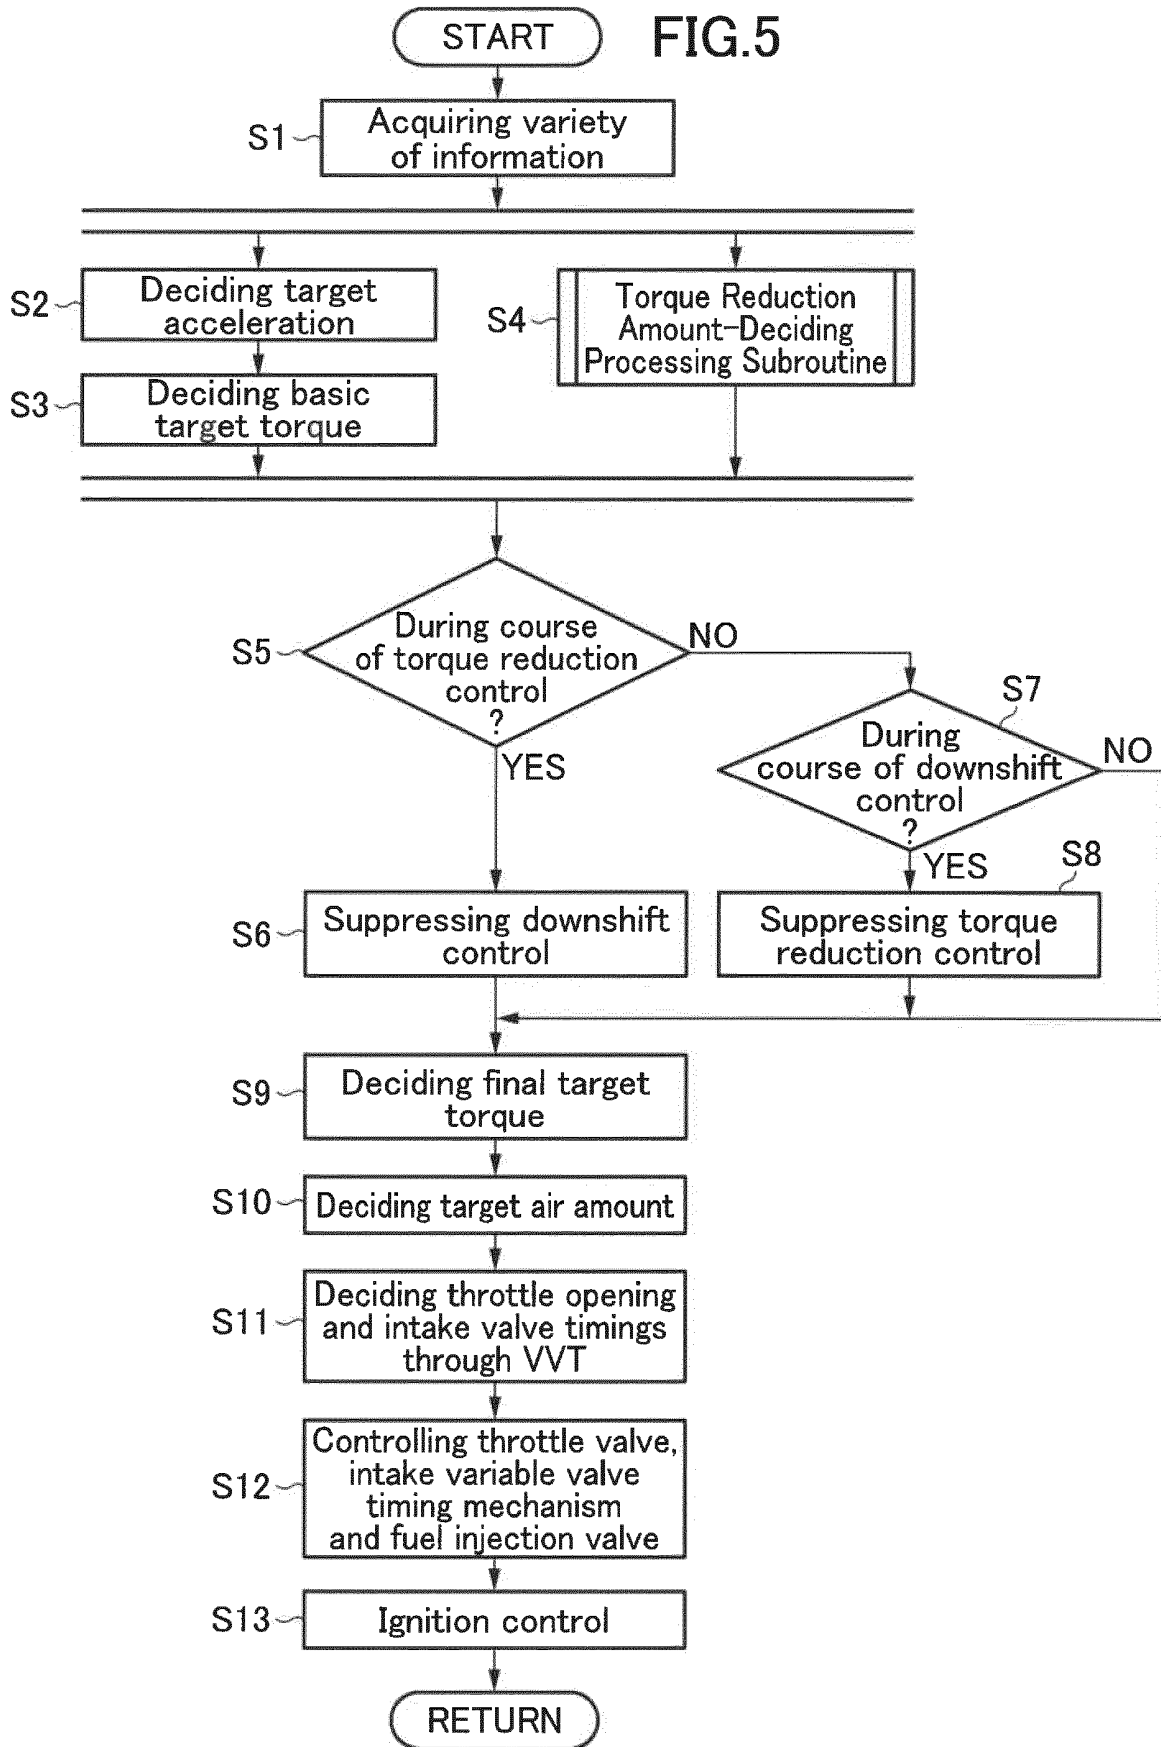 START
FIG.5
S1
Acquiring variety
of information
S2
Deciding target
acceleration
S4
Torque Reduction
Amount-Deciding
Processing Subroutine
S3
Deciding basic
target torque
S5
During course
of torque reduction
control
?
NO
YES
S7
During
course of downshift
control
?
NO
YES
S6
Suppressing downshift
control
S8
Suppressing torque
reduction control
S9
Deciding final target
torque
S10
Deciding target air amount
S11
Deciding throttle opening
and intake valve timings
through VVT
S12
Controlling throttle valve,
intake variable valve
timing mechanism
and fuel injection valve
S13
Ignition control
RETURN